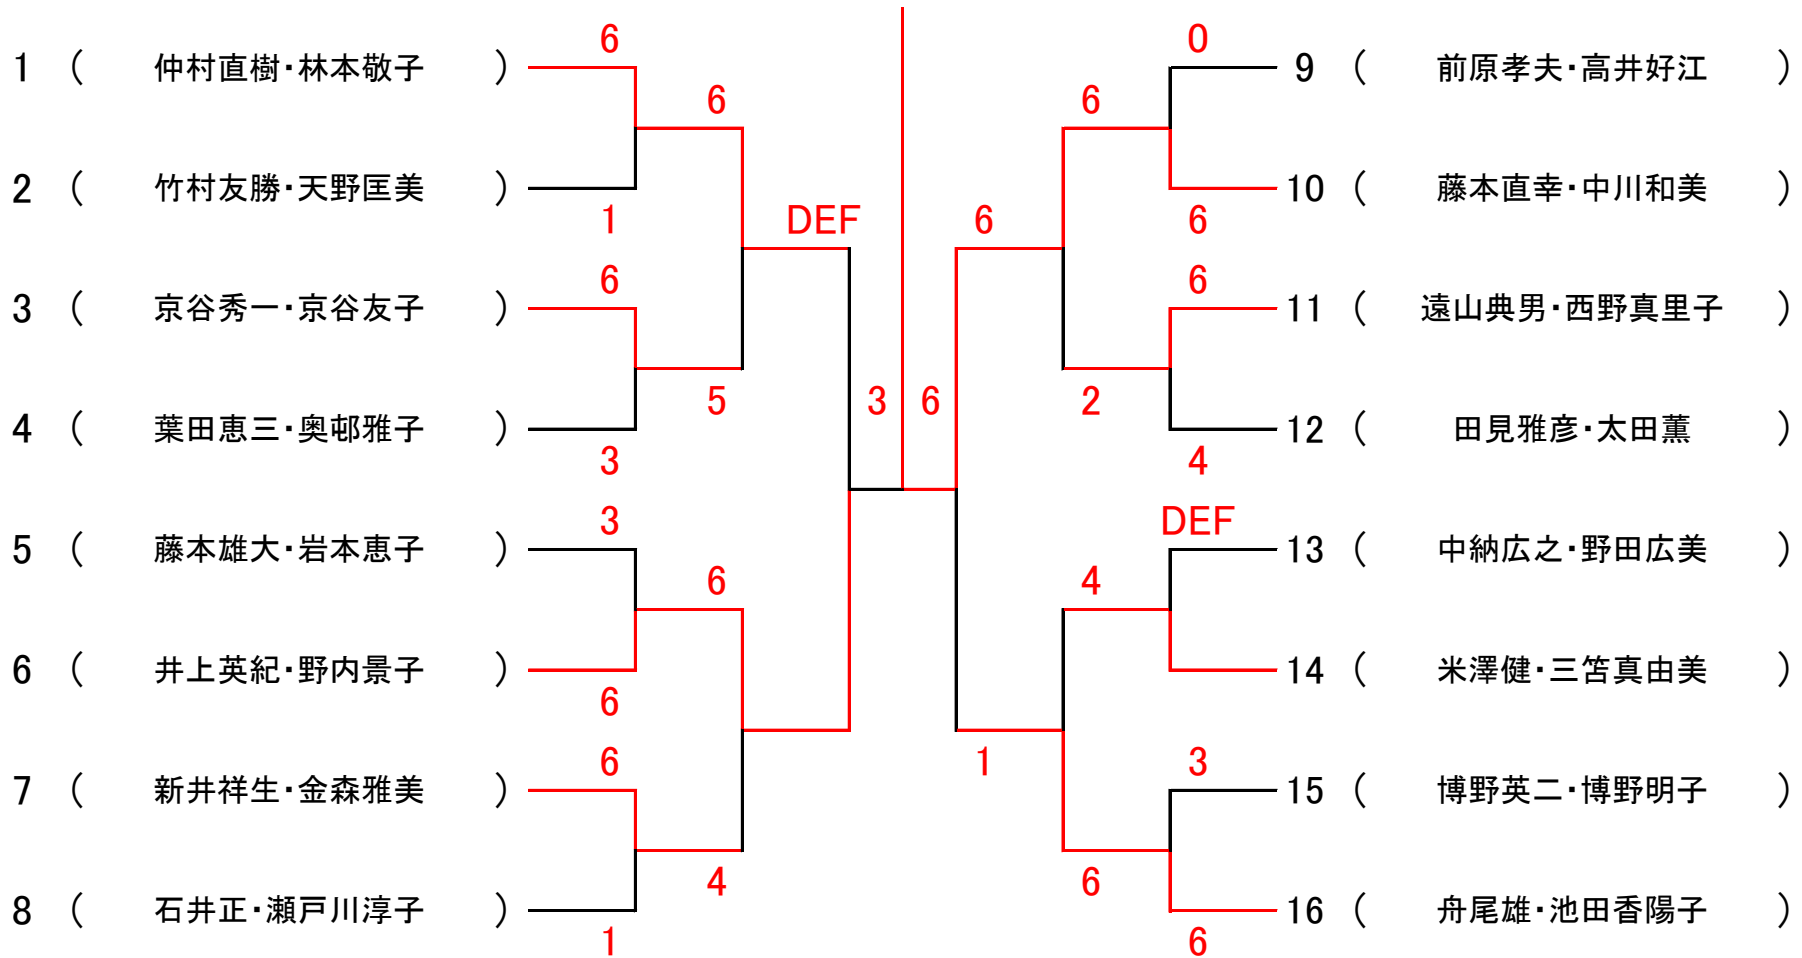 6 0
1 ( 仲村直樹・林本敬子 ) 9 ( 前原孝夫・高井好江 )
6 6
2 ( 竹村友勝・天野匡美 ) 10 ( 藤本直幸・中川和美 )
1 DEF 6 6
6 6
3 ( 京谷秀一・京谷友子 ) 11 ( 遠山典男・西野真里子 )
5 3 6 2
4 ( 葉田恵三・奥邨雅子 ) 12 ( 田見雅彦・太田薫 )
3 4
3 DEF
5 ( 藤本雄大・岩本恵子 ) 13 ( 中納広之・野田広美 )
6 4
6 ( 井上英紀・野内景子 ) 14 ( 米澤健・三笘真由美 )
6
6 1 3
7 ( 新井祥生・金森雅美 ) 15 ( 博野英二・博野明子 )
4 6
8 ( 石井正・瀬戸川淳子 ) 16 ( 舟尾雄・池田香陽子 )
1 6